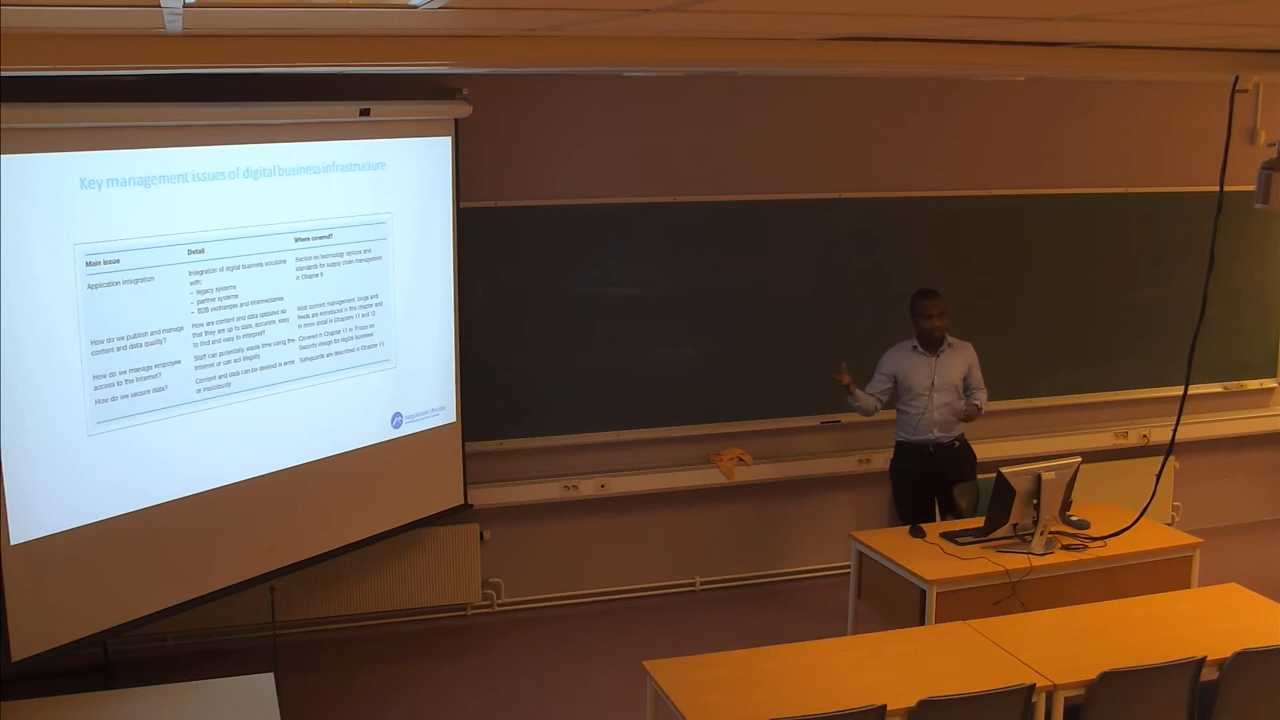 Key management issues of digital business infrastructure
Main issue
Detail
Where covered?
Application integration
Integration of digital business solutions
with:
– legacy systems
– partner systems
– B2B exchanges and intermediaries
Section on technology options and
standards for supply chain management
in Chapter 6
How do we publish and manage
content and data quality?
How are content and data updated so
that they are up to date, accurate, easy
to find and easy to interpret?
Web content management, blogs and
feeds are introduced in this chapter and
in more detail in Chapters 11 and 12
How do we manage employee
access to the Internet?
Staff can potentially waste time using the
Internet or can act illegally
Covered in Chapter 11 in 'Focus on
Security design for digital business'
How do we secure data?
Content and data can be deleted in error
or maliciously
Safeguards are described in Chapter 11